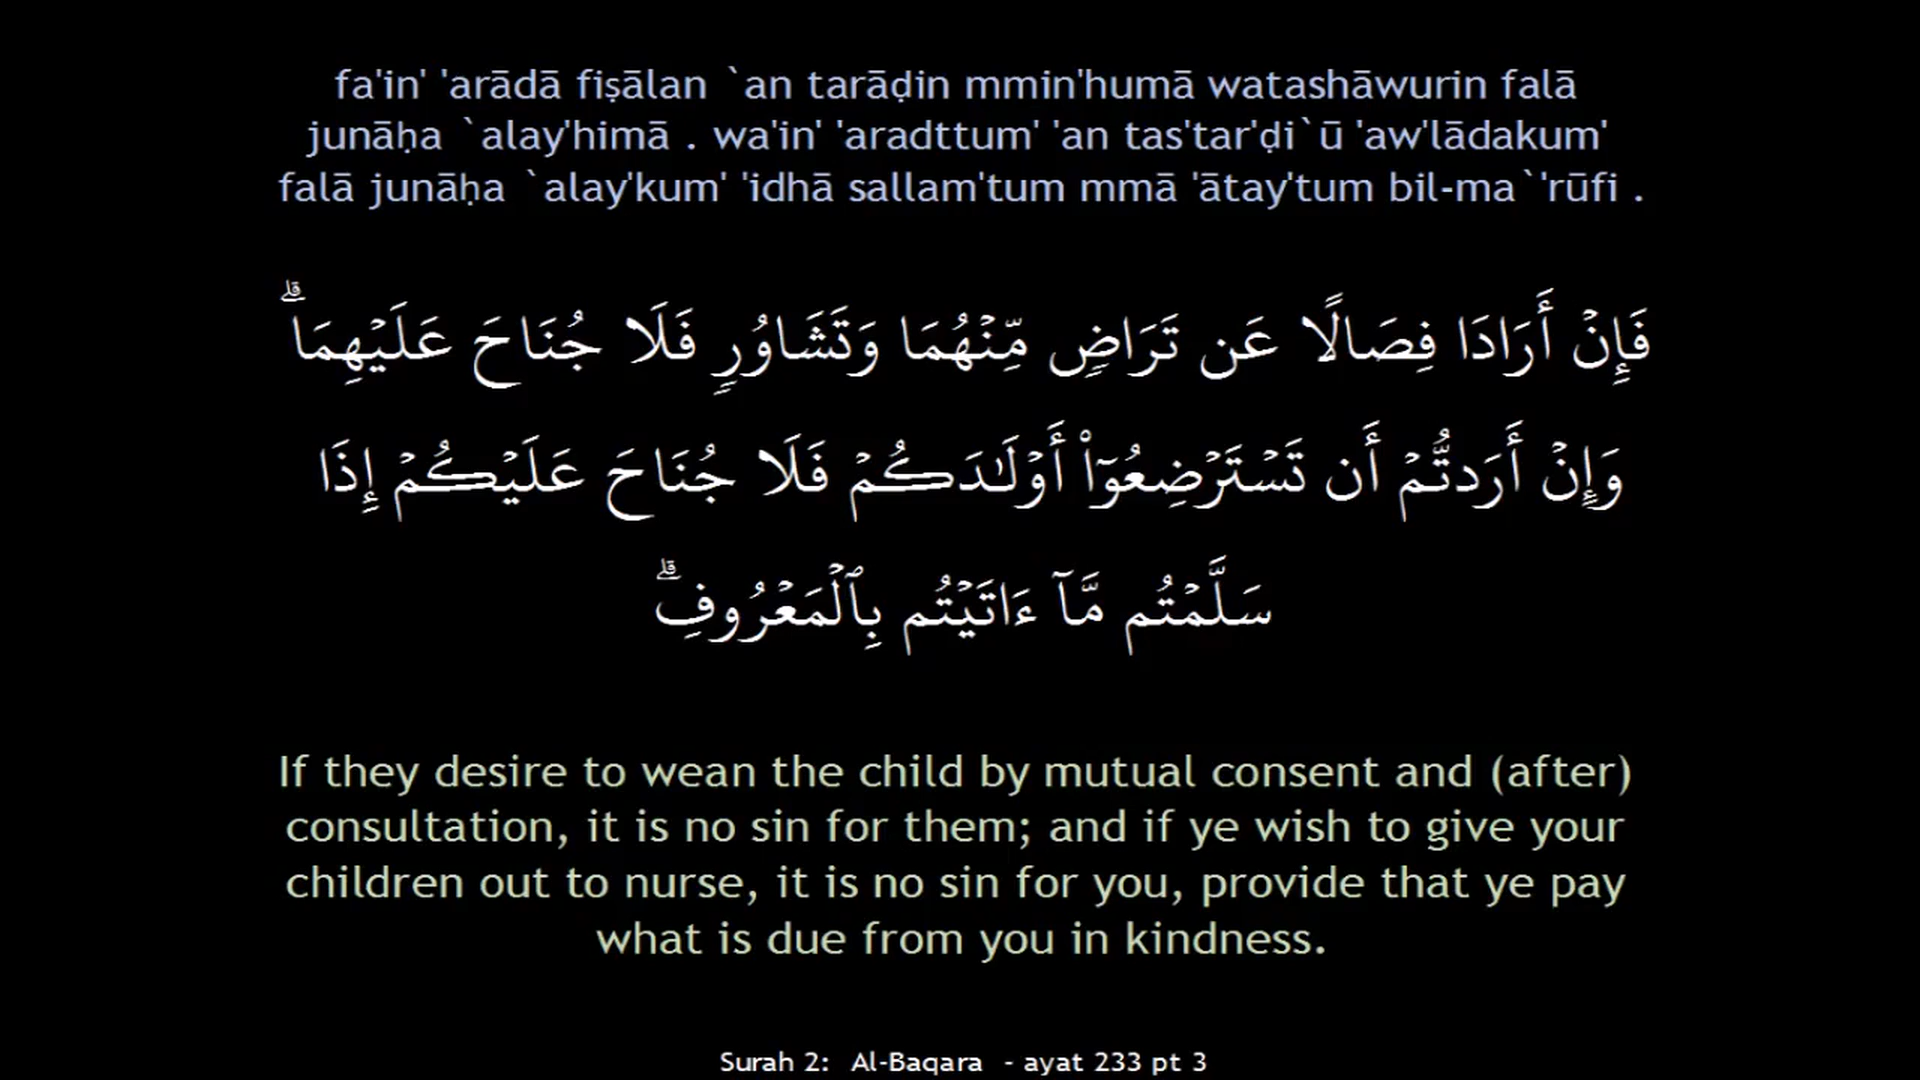 fa'in' 'arādā fiṣālan `an tarāḍin mmin'humā watashāwurin falā
junāḥa `alay'himā . wa'in' 'aradttum' 'an tas'tar'ḍi`ū 'aw'lādakum'
falā junāḥa `alay'kum' 'idhā sallam'tum mmā 'ātay'tum bil-ma`'rūfi .
فَإِنۡ أَرَادَا فِصَالًا عَن تَرَاضٍ مِّنۡهُمَا وَتَشَاوُرٍ فَلَا جُنَاحَ عَلَيۡهِمَاۗ
وَإِنۡ أَرَدتُّمۡ أَن تَسۡتَرۡضِعُوٓاْ أَوۡلَٰدَكُمۡ فَلَا جُنَاحَ عَلَيۡكُمۡ إِذَا
سَلَّمۡتُم مَّآ ءَاتَيۡتُم بِٱلۡمَعۡرُوفِۗ
If they desire to wean the child by mutual consent and (after)
consultation, it is no sin for them; and if ye wish to give your
children out to nurse, it is no sin for you, provide that ye pay
what is due from you in kindness.
Surah 2: Al-Baqara - ayat 233 pt 3